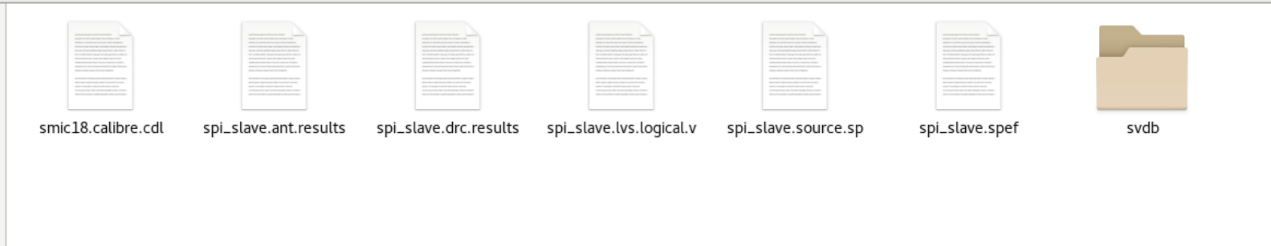 smic18.calibre.cdl
spi_slave.ant.results
spi_slave.drc.results
spi_slave.lvs.logical.v
spi_slave.source.sp
spi_slave.spef
svdb